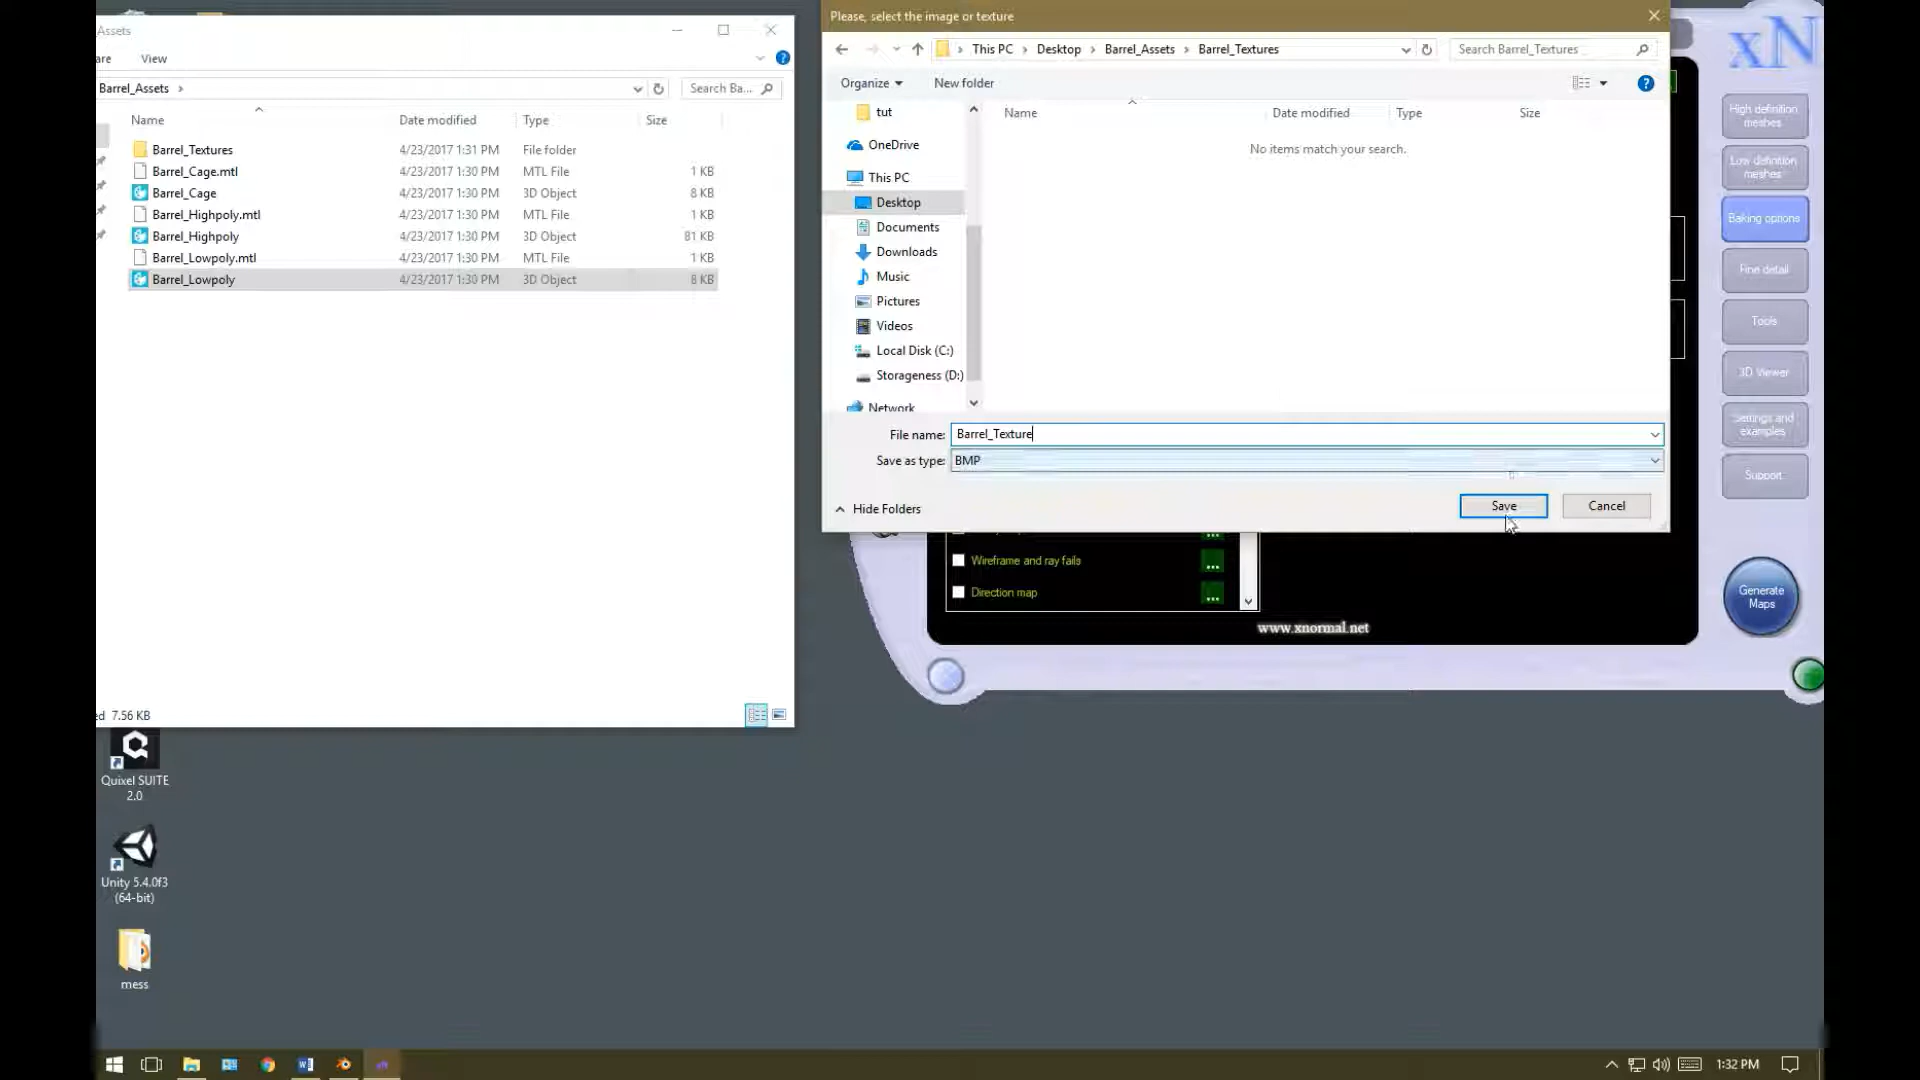 Assets
are
View
Barrel_Assets
Search Ba...
Name
Date modified
Type
Size
Barrel_Textures
4/23/2017 1:31 PM
File folder
Barrel_Cage.mtl
4/23/2017 1:30 PM
MTL File
1 KB
Barrel_Cage
4/23/2017 1:30 PM
3D Object
8 KB
Barrel_Highpoly.mtl
4/23/2017 1:30 PM
MTL File
1 KB
Barrel_Highpoly
4/23/2017 1:30 PM
3D Object
81 KB
Barrel_Lowpoly.mtl
4/23/2017 1:30 PM
MTL File
1 KB
Barrel_Lowpoly
4/23/2017 1:30 PM
3D Object
8 KB
ed 7.56 KB
Quixel SUITE
2.0
Unity 5.4.0f3
(64-bit)
mess
Please, select the image or texture
This PC
Desktop
Barrel_Assets
Barrel_Textures
Search Barrel_Textures
Organize
New folder
tut
OneDrive
This PC
Desktop
Documents
Downloads
Music
Pictures
Videos
Local Disk (C:)
Storageness (D:)
Network
Name
Date modified
Type
Size
No items match your search.
File name:
Barrel_Texture
Save as type:
BMP
Hide Folders
Save
Cancel
xN
High definition
meshes
Low definition
meshes
Baking options
Fine detail
Tools
3D Viewer
Settings and
examples
Support
Generate
Maps
Wireframe and ray fails
...
Direction map
...
www.xnormal.net
1:32 PM